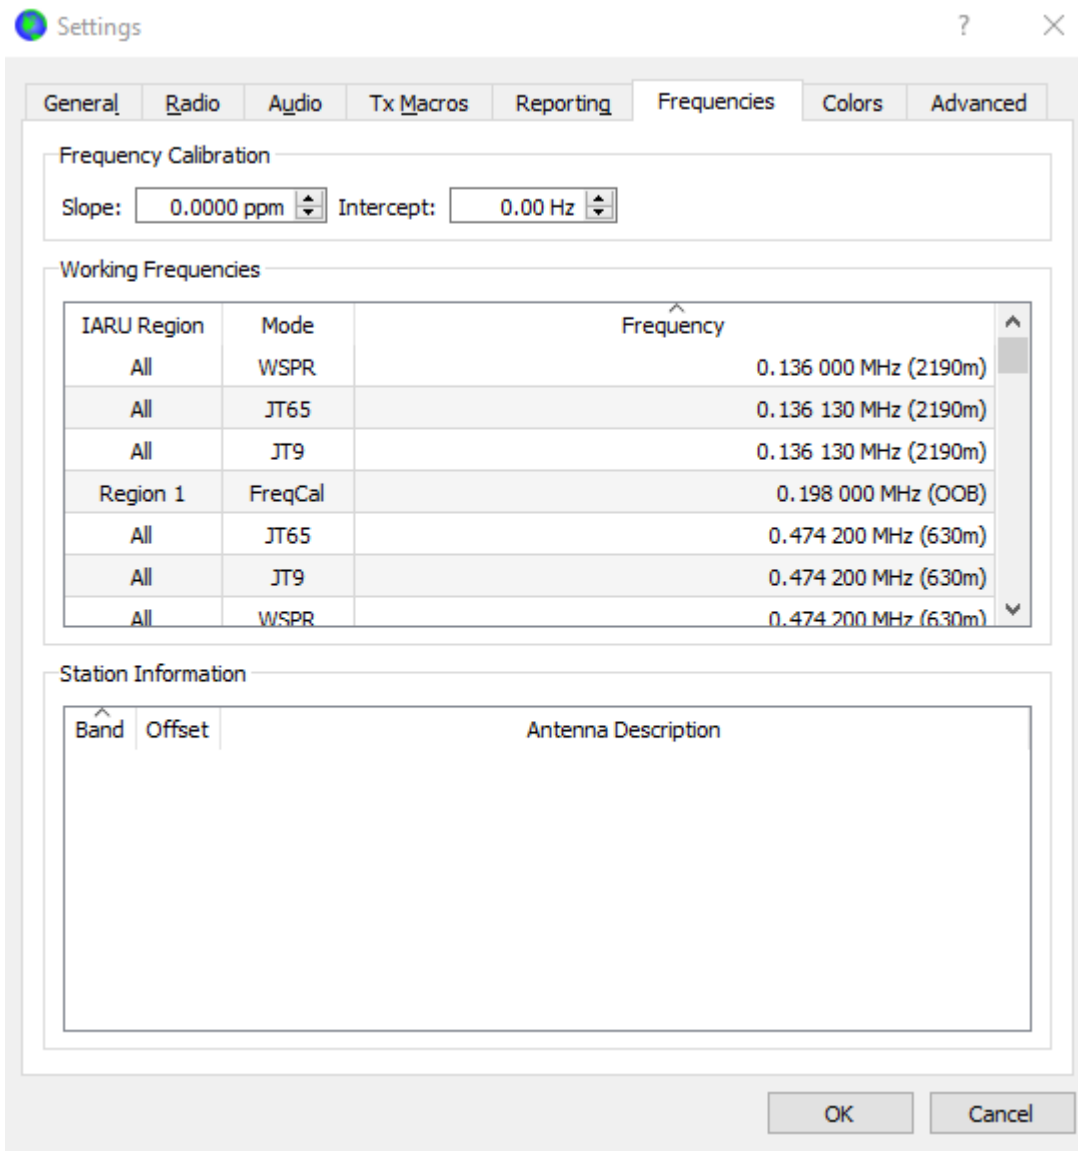 Settings
General Radio Audio Tx Macros Reporting Frequencies Colors Advanced
Frequency Calibration
Slope: 0.0000 ppm Intercept: 0.00 Hz
Working Frequencies
IARU Region Mode Frequency
All WSPR 0.136 000 MHz (2190m)
All JT65 0.136 130 MHz (2190m)
All JT9 0.136 130 MHz (2190m)
Region 1 FreqCal 0.198 000 MHz (OOB)
All JT65 0.474 200 MHz (630m)
All JT9 0.474 200 MHz (630m)
All WSPR 0.474 200 MHz (630m)
Station Information
Band Offset Antenna Description
OK Cancel